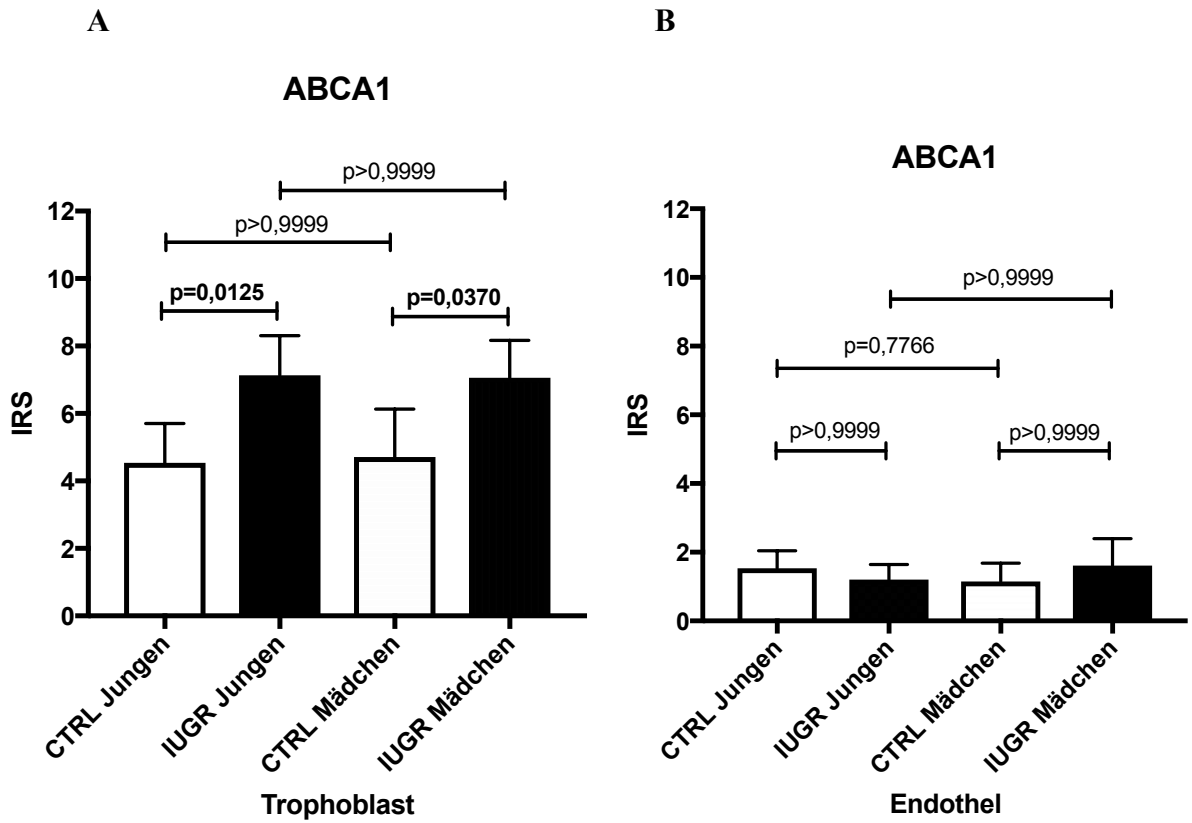 A
ABCA1
p>0,9999
p>0,9999
p=0,0125
p=0,0370
12
10
8
6
4
2
0
IRS
CTRL Jungen
IUGR Jungen
CTRL Mädchen
IUGR Mädchen
Trophoblast
B
ABCA1
p>0,9999
p=0,7766
p>0,9999
p>0,9999
12
10
8
6
4
2
0
IRS
CTRL Jungen
IUGR Jungen
CTRL Mädchen
IUGR Mädchen
Endothel